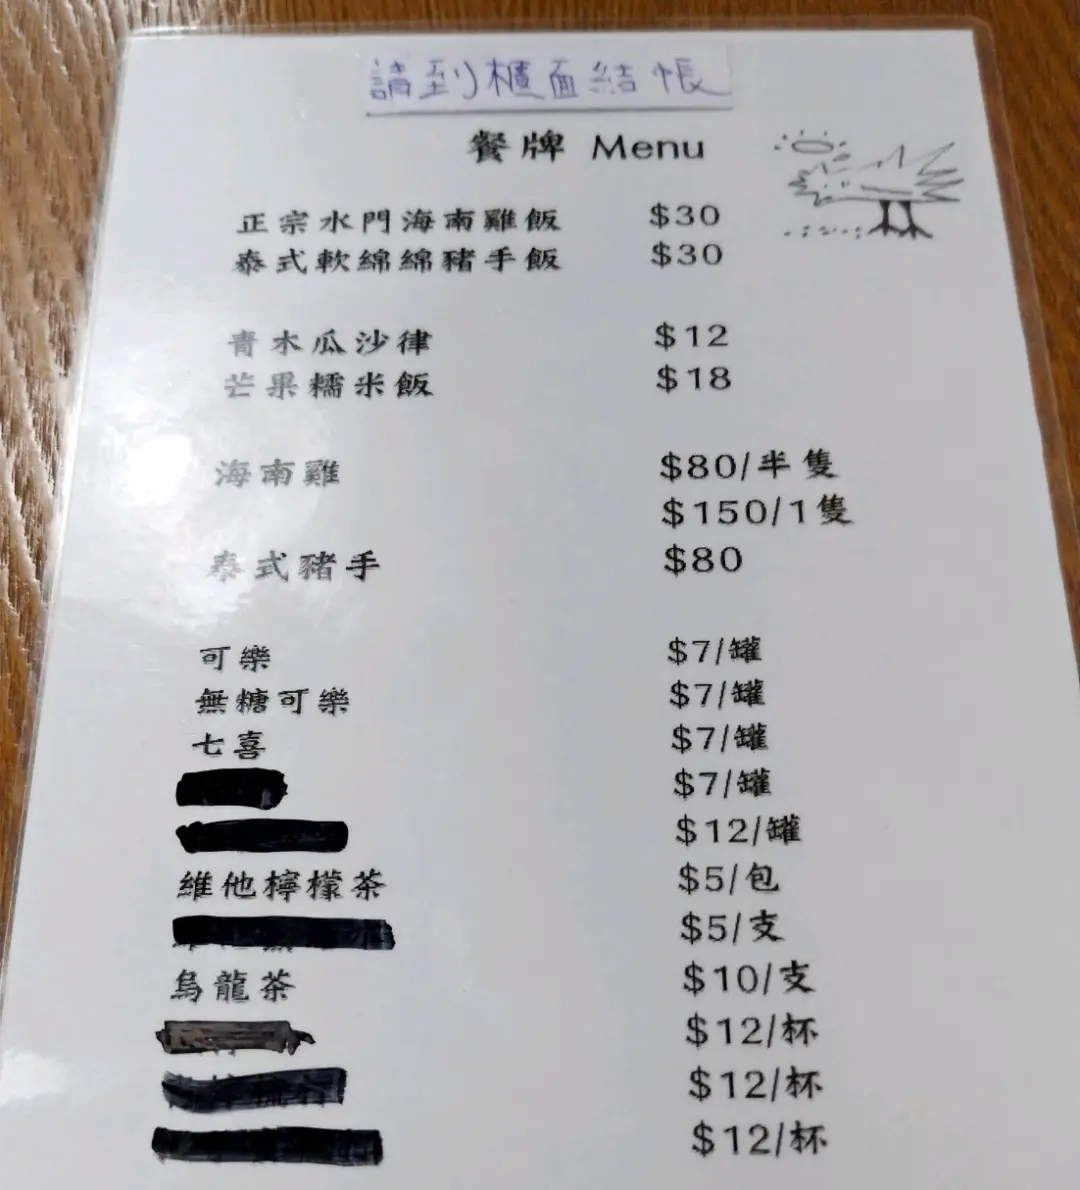 請到櫃面結帳
餐牌 Menu
正宗水門海南雞飯 $30
泰式軟綿綿豬手飯 $30
青木瓜沙律 $12
芒果糯米飯 $18
海南雞 $80/半隻
$150/1隻
泰式豬手 $80
可樂 $7/罐
無糖可樂 $7/罐
七喜 $7/罐
$7/罐
$12/罐
維他檸檬茶 $5/包
$5/支
烏龍茶 $10/支
$12/杯
$12/杯
$12/杯